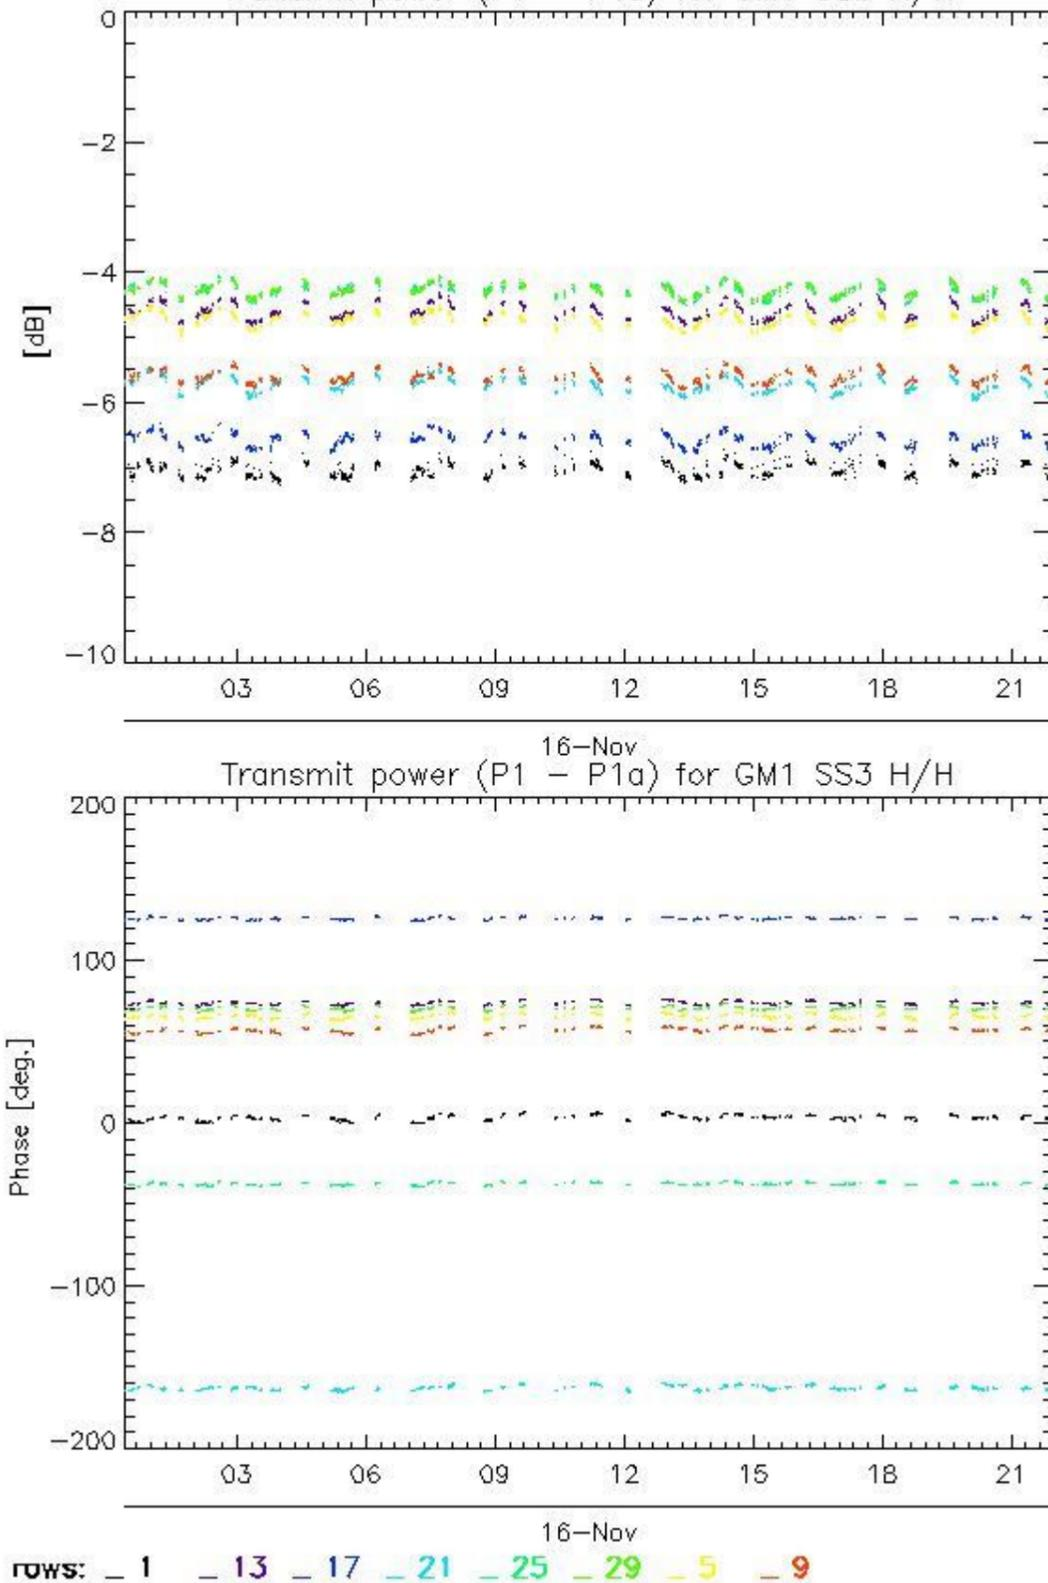 0
-2
-4
[dB]
-6
-8
-10
03 06 09 12 15 18 21
16-Nov
Transmit power (P1 - P1a) for GM1 SS3 H/H
200
100
0
Phase [deg.]
-100
-200
03 06 09 12 15 18 21
16-Nov
rows: _ 1 _ 13 _ 17 _ 21 _ 25 _ 29 _ 5 _ 9